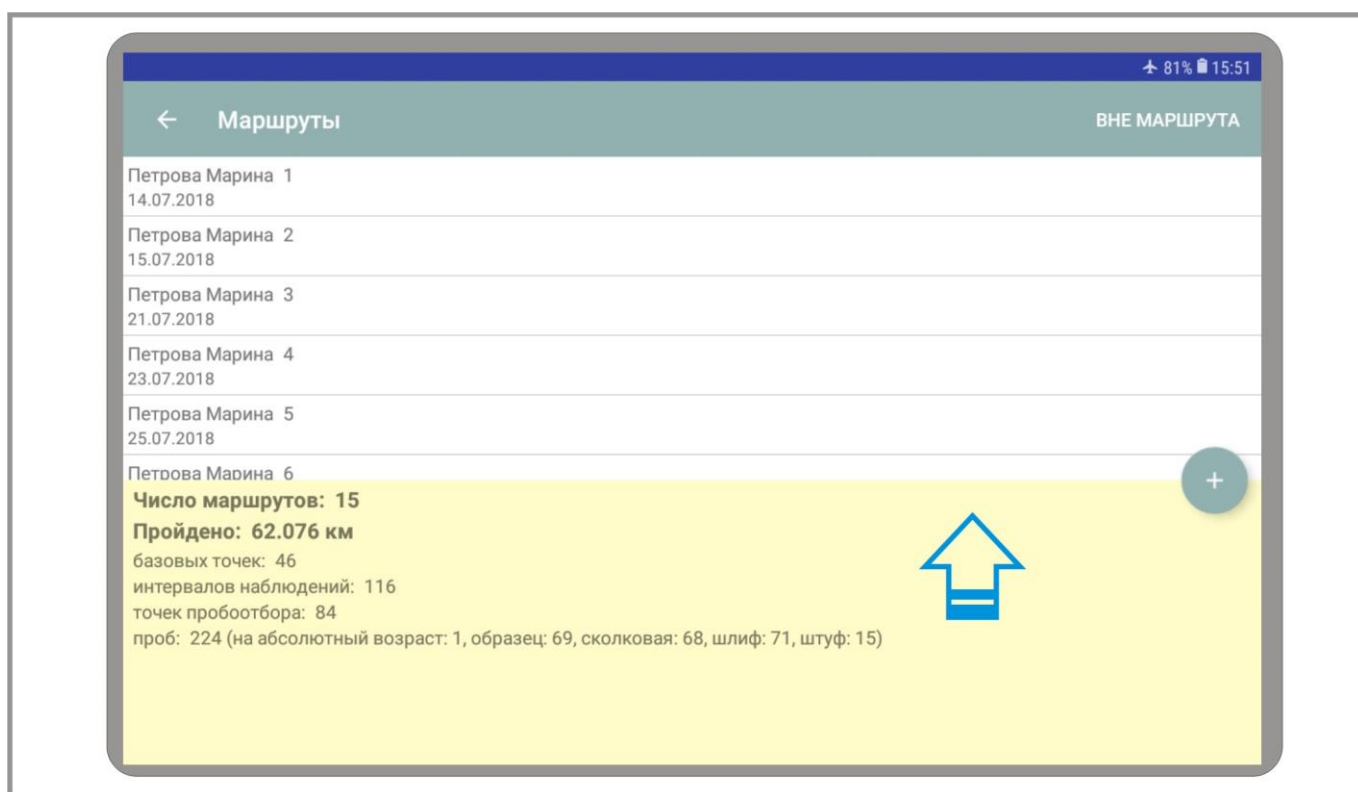 81% 15:51
Маршруты
ВНЕ МАРШРУТА
Петрова Марина 1
14.07.2018
Петрова Марина 2
15.07.2018
Петрова Марина 3
21.07.2018
Петрова Марина 4
23.07.2018
Петрова Марина 5
25.07.2018
Петрова Марина 6
+
Число маршрутов: 15
Пройдено: 62.076 км
базовых точек: 46
интервалов наблюдений: 116
точек пробоотбора: 84
проб: 224 (на абсолютный возраст: 1, образец: 69, сколковая: 68, шлиф: 71, штуф: 15)